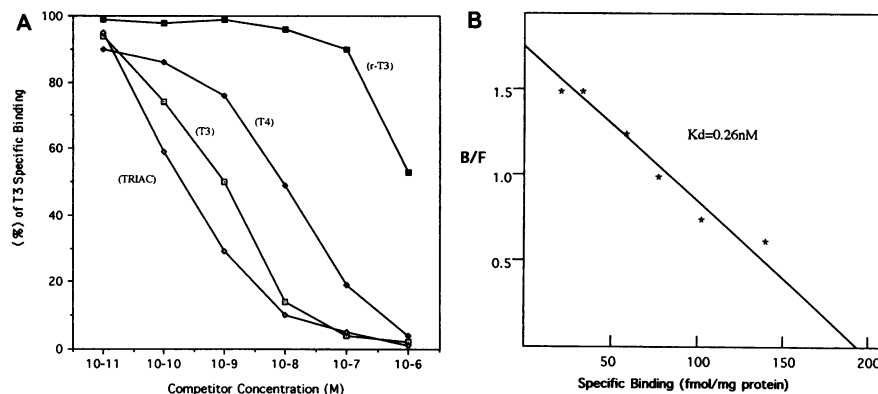 A
(%) of T3 Specific Binding
100
80
60
40
20
0
(r-T3)
(T4)
(T3)
(TRIAC)
10-11
10-10
10-9
10-8
10-7
10-6
Competitor Concentration (M)
B
B/F
1.5
1.0
0.5
Kd=0.26nM
50
100
150
200
Specific Binding (fmol/mg protein)